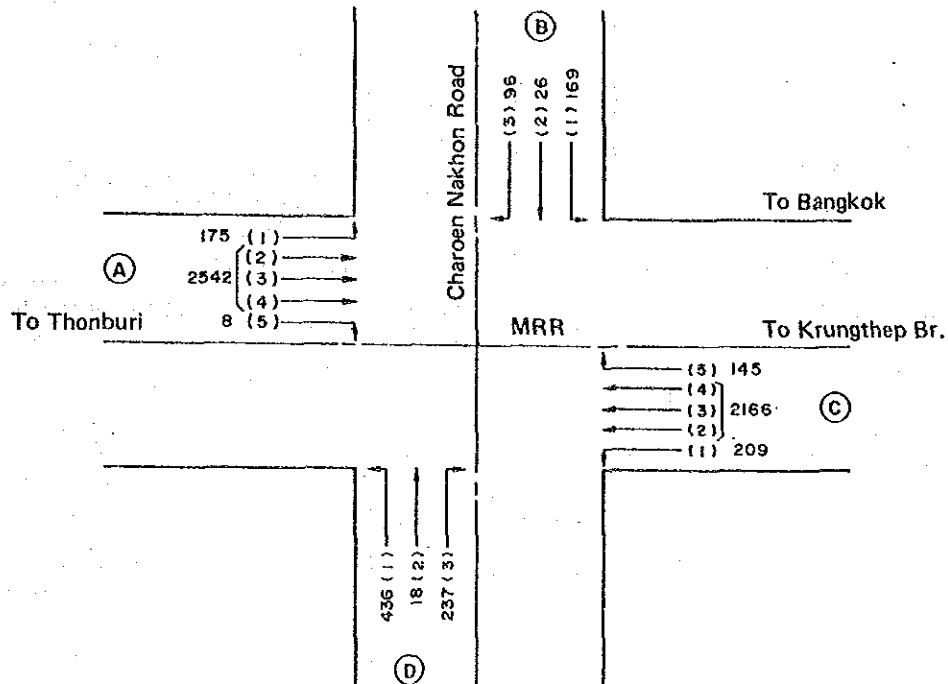 B
(3) 96
(2) 26
(1) 169
Charoen Nakhon Road
To Bangkok
A
175 (1)
(2)
2542 (3)
(4)
8 (5)
To Thonburi
MRR
To Krungthep Br.
(5) 145
(4)
(3) 2166
(2)
(1) 209
C
436 (1)
18 (2)
237 (3)
D